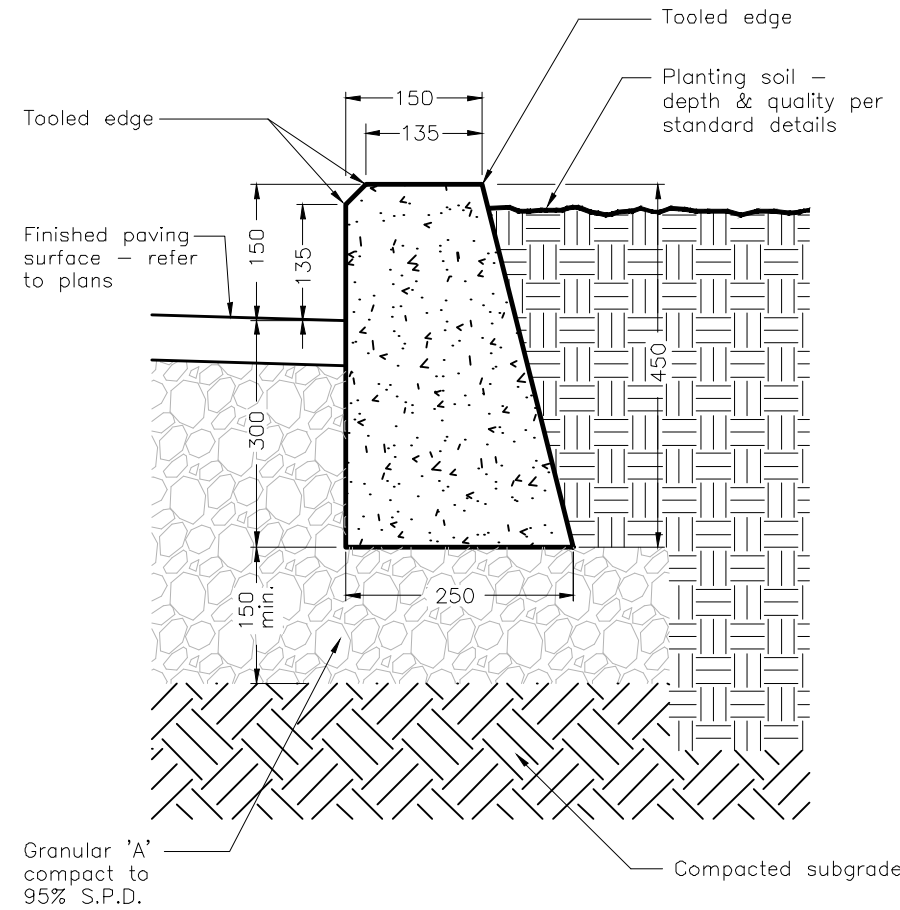 Tooled edge
Planting soil –
depth & quality per
standard details
150
135
Tooled edge
Finished paving
surface – refer
to plans
150
135
450
300
150
min.
250
Granular 'A'
compact to
95% S.P.D.
Compacted subgrade